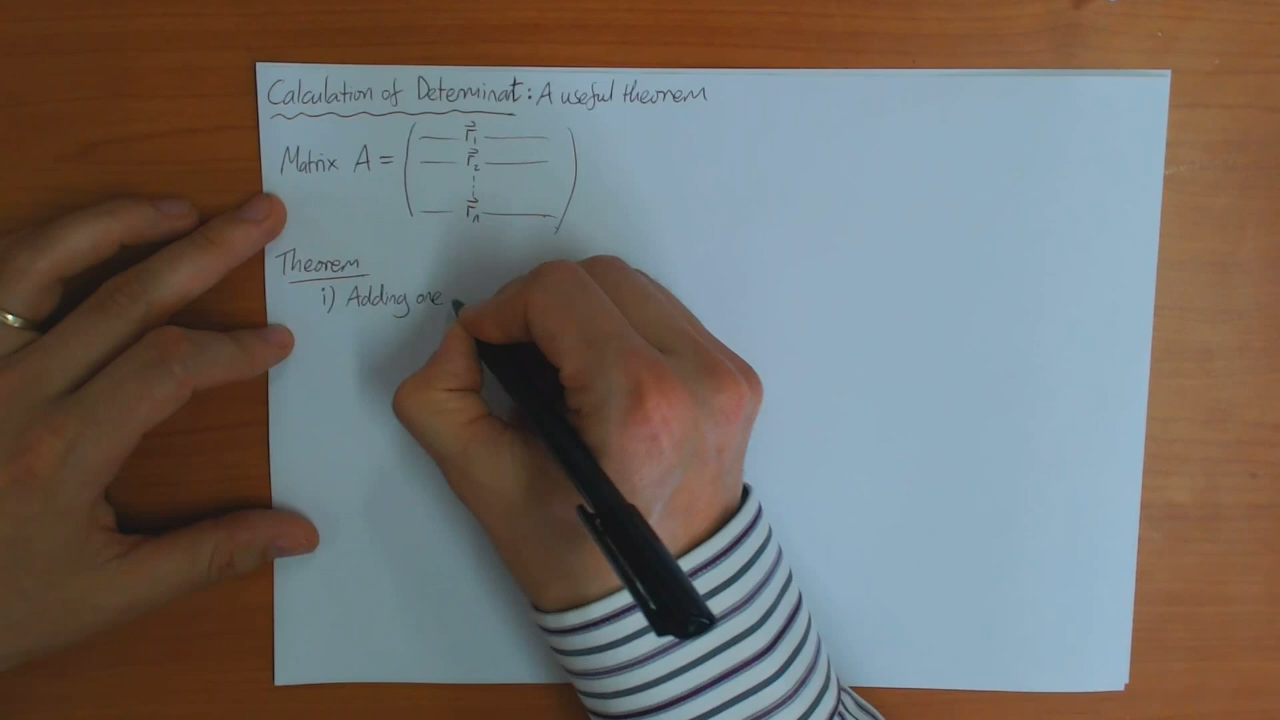 Calculation of Determinat: A useful theorem
Matrix A = ( r⃗₁
r⃗₂
r⃗ₙ )
Theorem
i) Adding one